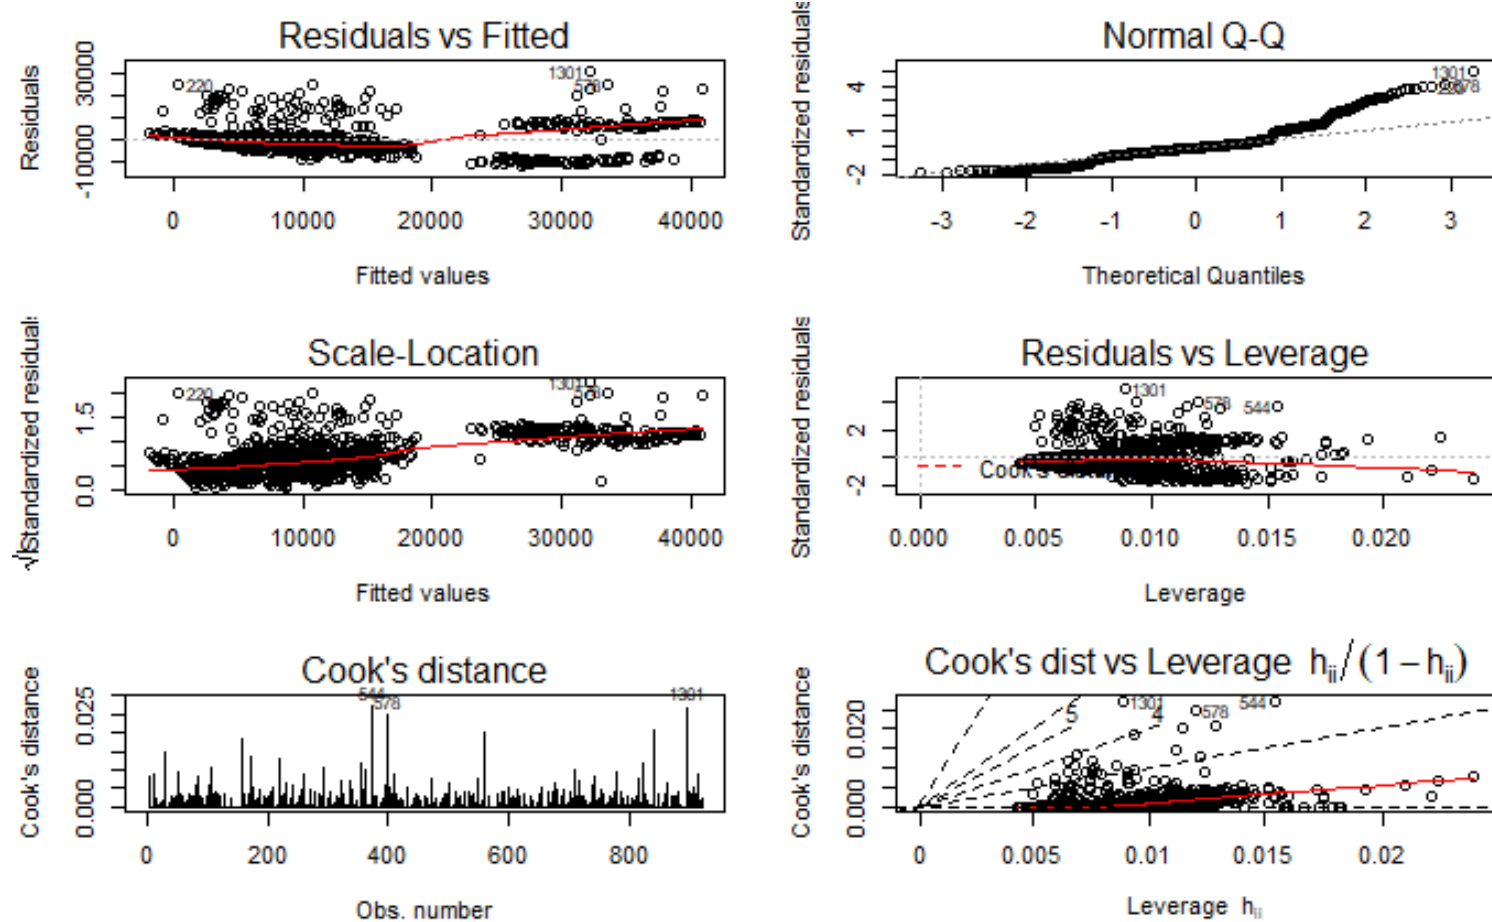 Residuals vs Fitted
Residuals
-10000 30000
220
1301
578
0 10000 20000 30000 40000
Fitted values
Normal Q-Q
Standardized residuals
-2 1 4
1301
578
-3 -2 -1 0 1 2 3
Theoretical Quantiles
Scale-Location
√|Standardized residuals
0.0 1.5
220
1301
578
0 10000 20000 30000 40000
Fitted values
Residuals vs Leverage
Standardized residuals
-2 2
1301
578
544
Cook's distan
0.000 0.005 0.010 0.015 0.020
Leverage
Cook's distance
Cook's distance
0.000 0.025
544
578
1301
0 200 400 600 800
Obs. number
Cook's dist vs Leverage hii/(1 − hii)
Cook's distance
0.000 0.020
5
4
1301
578
544
0 0.005 0.01 0.015 0.02
Leverage hii